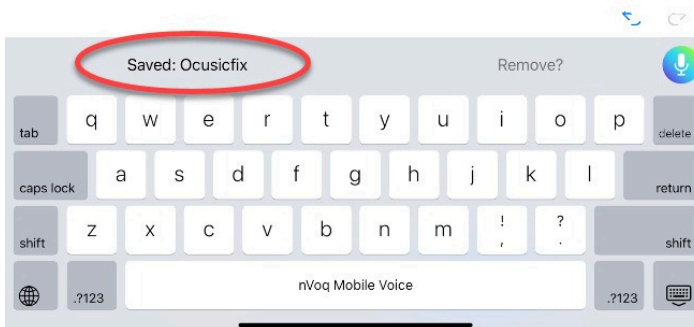 Saved: Ocusicfix Remove?
tab q w e r t y u i o p delete
caps lock a s d f g h j k l return
shift z x c v b n m ! , ? . shift
.?123 nVoq Mobile Voice .?123